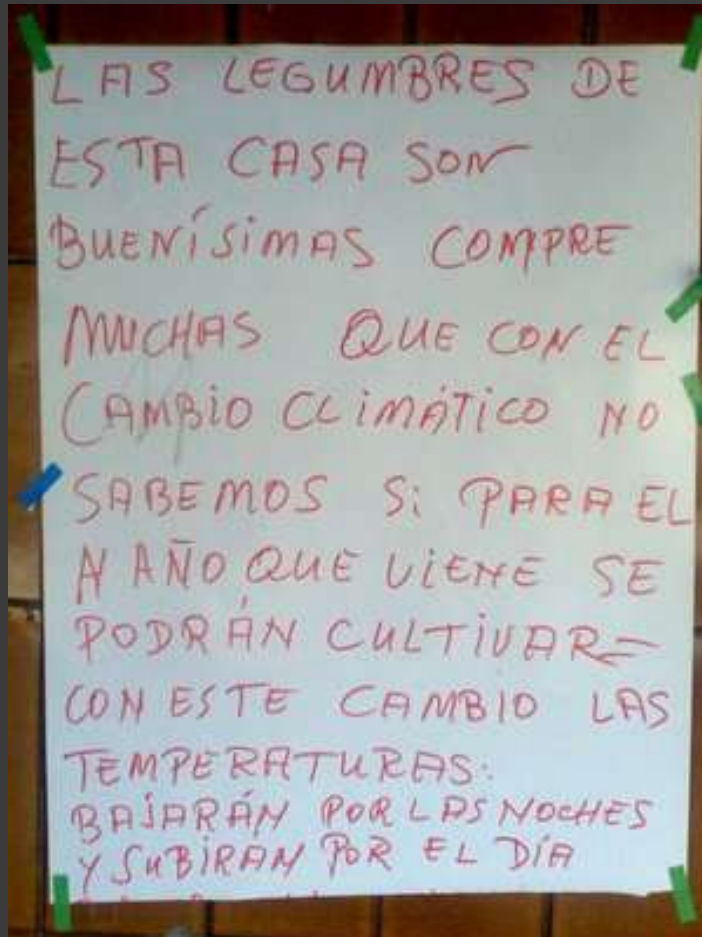 LAS LEGUMBRES DE
ESTA CASA SON
BUENÍSIMAS COMPRE
MUCHAS QUE CON EL
CAMBIO CLIMÁTICO NO
SABEMOS Si PARA EL
N AÑO QUE VIENE SE
PODRÁN CULTIVAR=
CON ESTE CAMBIO LAS
TEMPERATURAS:
BAJARÁN POR LAS NOCHES
Y SUBIRAN POR EL DÍA